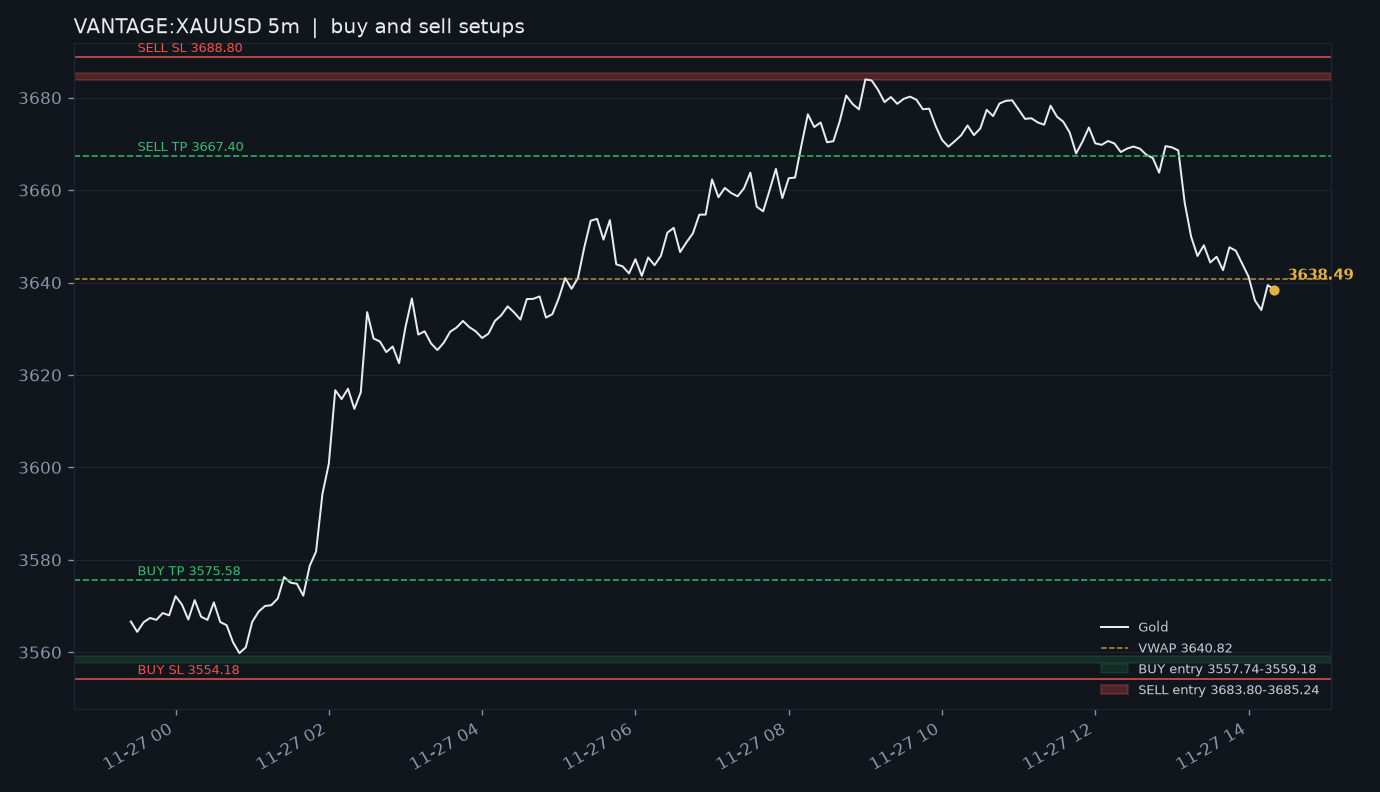 VANTAGE:XAUUSD 5m | buy and sell setups
SELL SL 3688.80
3680
SELL TP 3667.40
3660
3640
3638.49
3620
3600
3580
BUY TP 3575.58
3560
BUY SL 3554.18
Gold
VWAP 3640.82
BUY entry 3557.74-3559.18
SELL entry 3683.80-3685.24
11-27 00
11-27 02
11-27 04
11-27 06
11-27 08
11-27 10
11-27 12
11-27 14